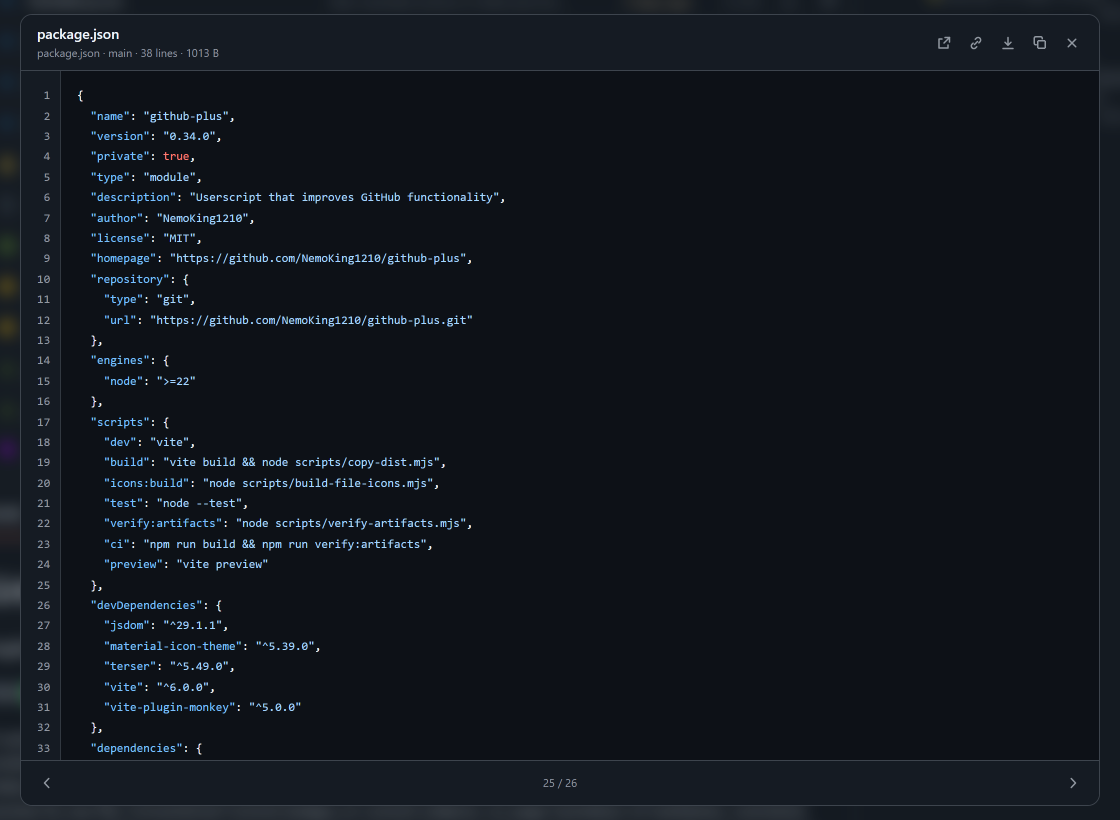 package.json
package.json · main · 38 lines · 1013 B
1 {
2 "name": "github-plus",
3 "version": "0.34.0",
4 "private": true,
5 "type": "module",
6 "description": "Userscript that improves GitHub functionality",
7 "author": "NemoKing1210",
8 "license": "MIT",
9 "homepage": "https://github.com/NemoKing1210/github-plus",
10 "repository": {
11 "type": "git",
12 "url": "https://github.com/NemoKing1210/github-plus.git"
13 },
14 "engines": {
15 "node": ">=22"
16 },
17 "scripts": {
18 "dev": "vite",
19 "build": "vite build && node scripts/copy-dist.mjs",
20 "icons:build": "node scripts/build-file-icons.mjs",
21 "test": "node --test",
22 "verify:artifacts": "node scripts/verify-artifacts.mjs",
23 "ci": "npm run build && npm run verify:artifacts",
24 "preview": "vite preview"
25 },
26 "devDependencies": {
27 "jsdom": "^29.1.1",
28 "material-icon-theme": "^5.39.0",
29 "terser": "^5.49.0",
30 "vite": "^6.0.0",
31 "vite-plugin-monkey": "^5.0.0"
32 },
33 "dependencies": {
25 / 26